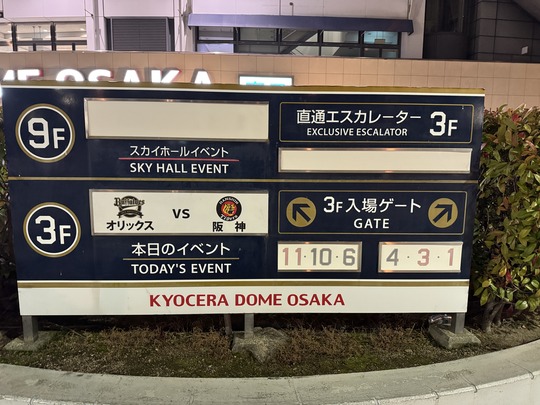 ME OSAKA
9F
スカイホールイベント
SKY HALL EVENT
直通エスカレーター 3F
EXCLUSIVE ESCALATOR
3F
Buffaloes
オリックス VS 阪神
本日のイベント
TODAY'S EVENT
3F入場ゲート
GATE
11・10・6
4・3・1
KYOCERA DOME OSAKA